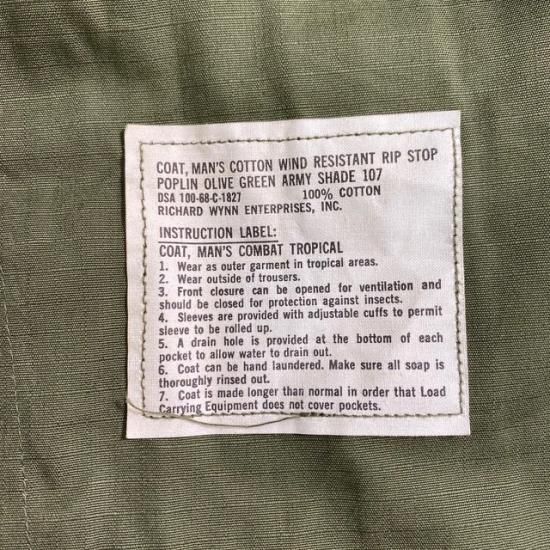 COAT, MAN'S COTTON WIND RESISTANT RIP STOP
POPLIN OLIVE GREEN ARMY SHADE 107
DSA 100-68-C-1827 100% COTTON
RICHARD WYNN ENTERPRISES, INC.
INSTRUCTION LABEL:
COAT, MAN'S COMBAT TROPICAL
1. Wear as outer garment in tropical areas.
2. Wear outside of trousers.
3. Front closure can be opened for ventilation and
should be closed for protection against insects.
4. Sleeves are provided with adjustable cuffs to permit
sleeve to be rolled up.
5. A drain hole is provided at the bottom of each
pocket to allow water to drain out.
6. Coat can be hand laundered. Make sure all soap is
thoroughly rinsed out.
7. Coat is made longer than normal in order that Load
Carrying Equipment does not cover pockets.